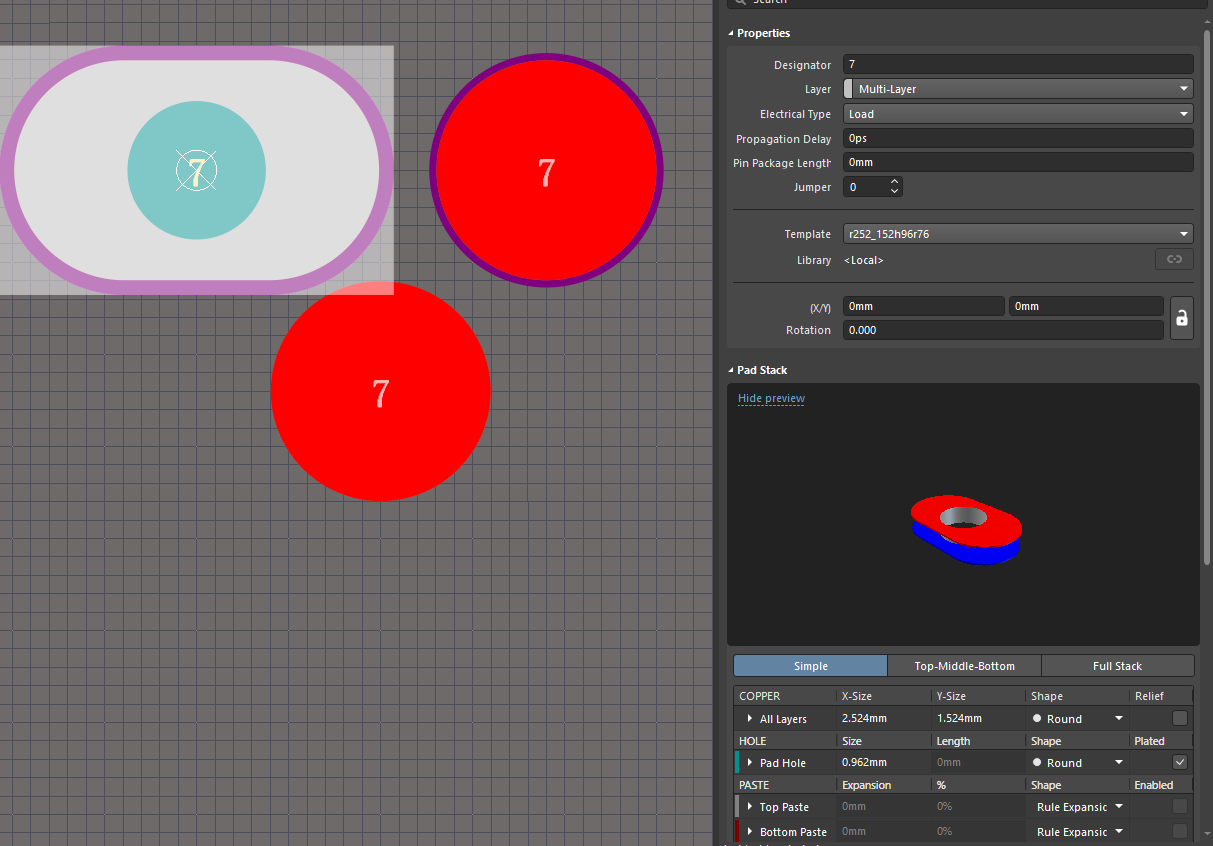 Search
Properties
Designator 7
Layer Multi-Layer
Electrical Type Load
Propagation Delay 0ps
Pin Package Length 0mm
Jumper 0
Template r252_152h96r76
Library <Local>
(X/Y) 0mm 0mm
Rotation 0.000
Pad Stack
Hide preview
Simple Top-Middle-Bottom Full Stack
COPPER X-Size Y-Size Shape Relief
All Layers 2.524mm 1.524mm Round
HOLE Size Length Shape Plated
Pad Hole 0.962mm 0mm Round
PASTE Expansion % Shape Enabled
Top Paste 0mm 0% Rule Expansic
Bottom Paste 0mm 0% Rule Expansic
7
7
7